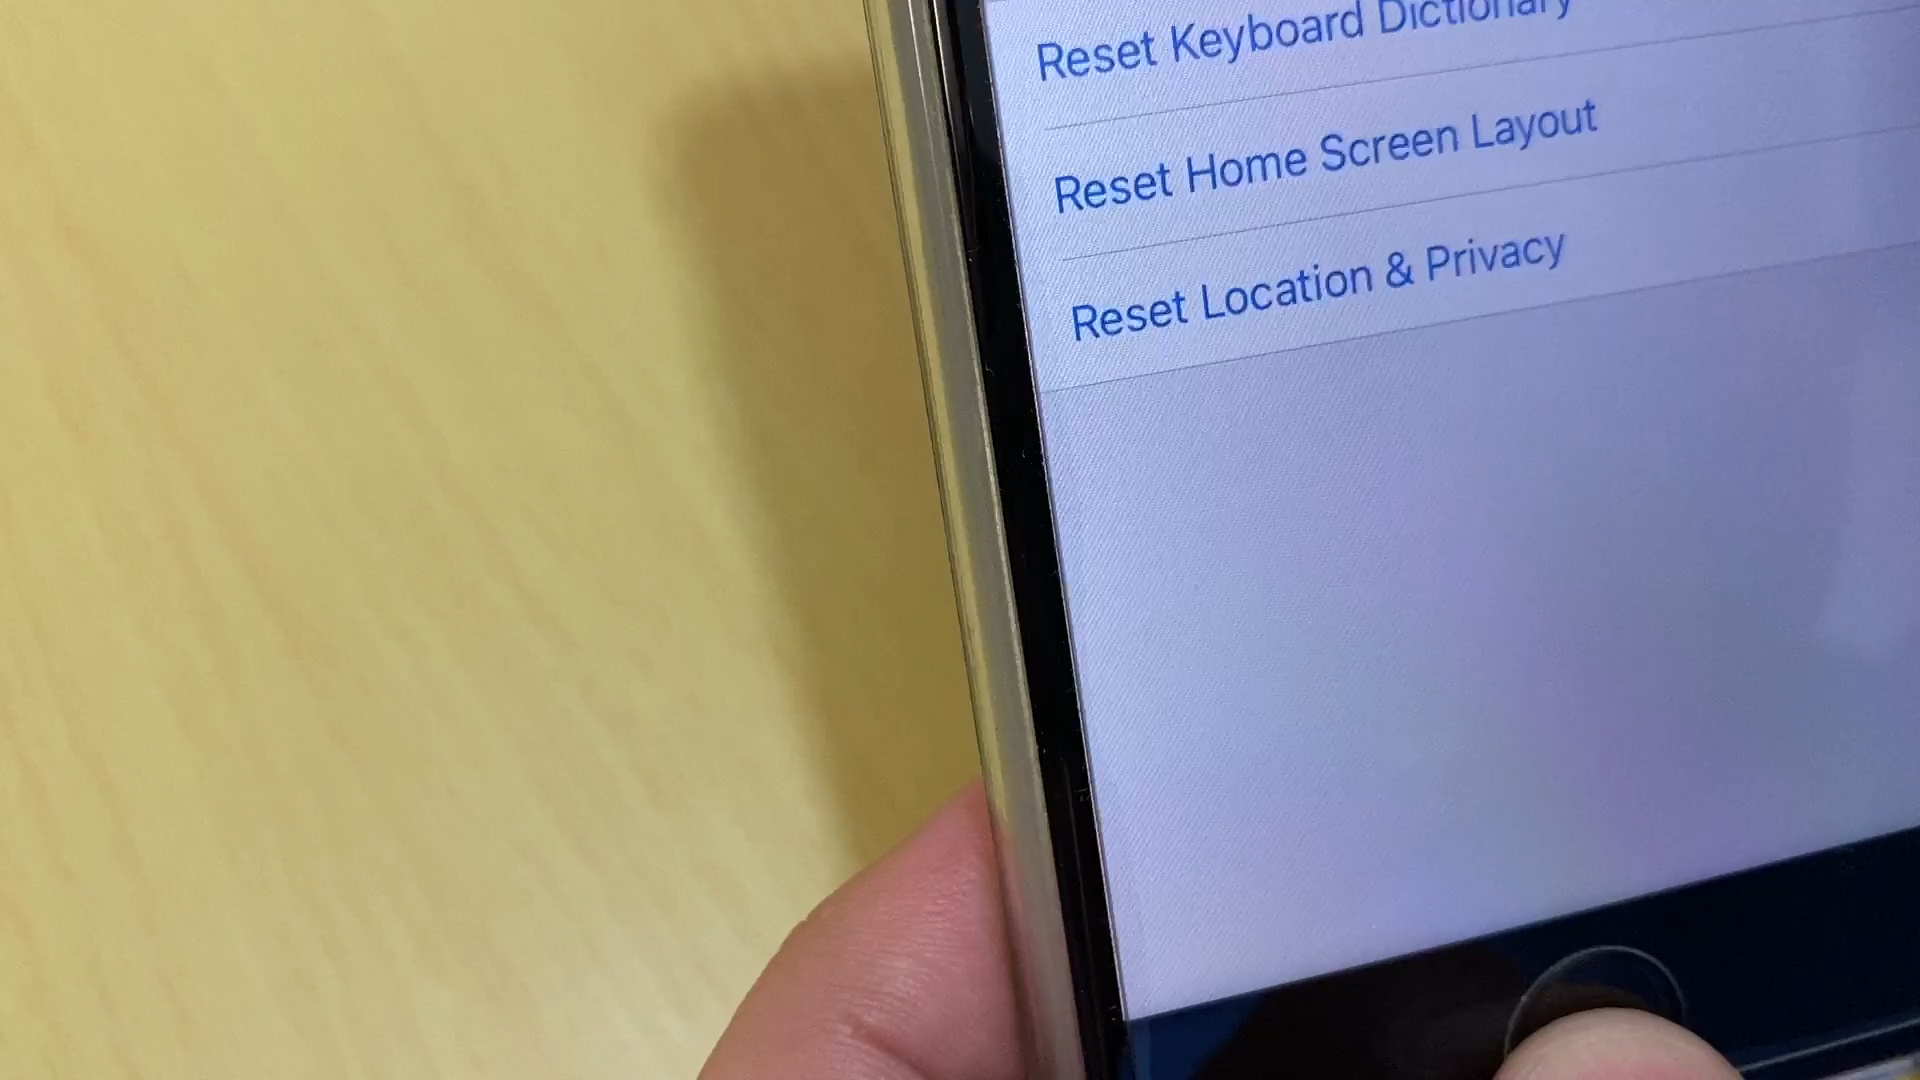 Reset Keyboard Dictionary
Reset Home Screen Layout
Reset Location & Privacy